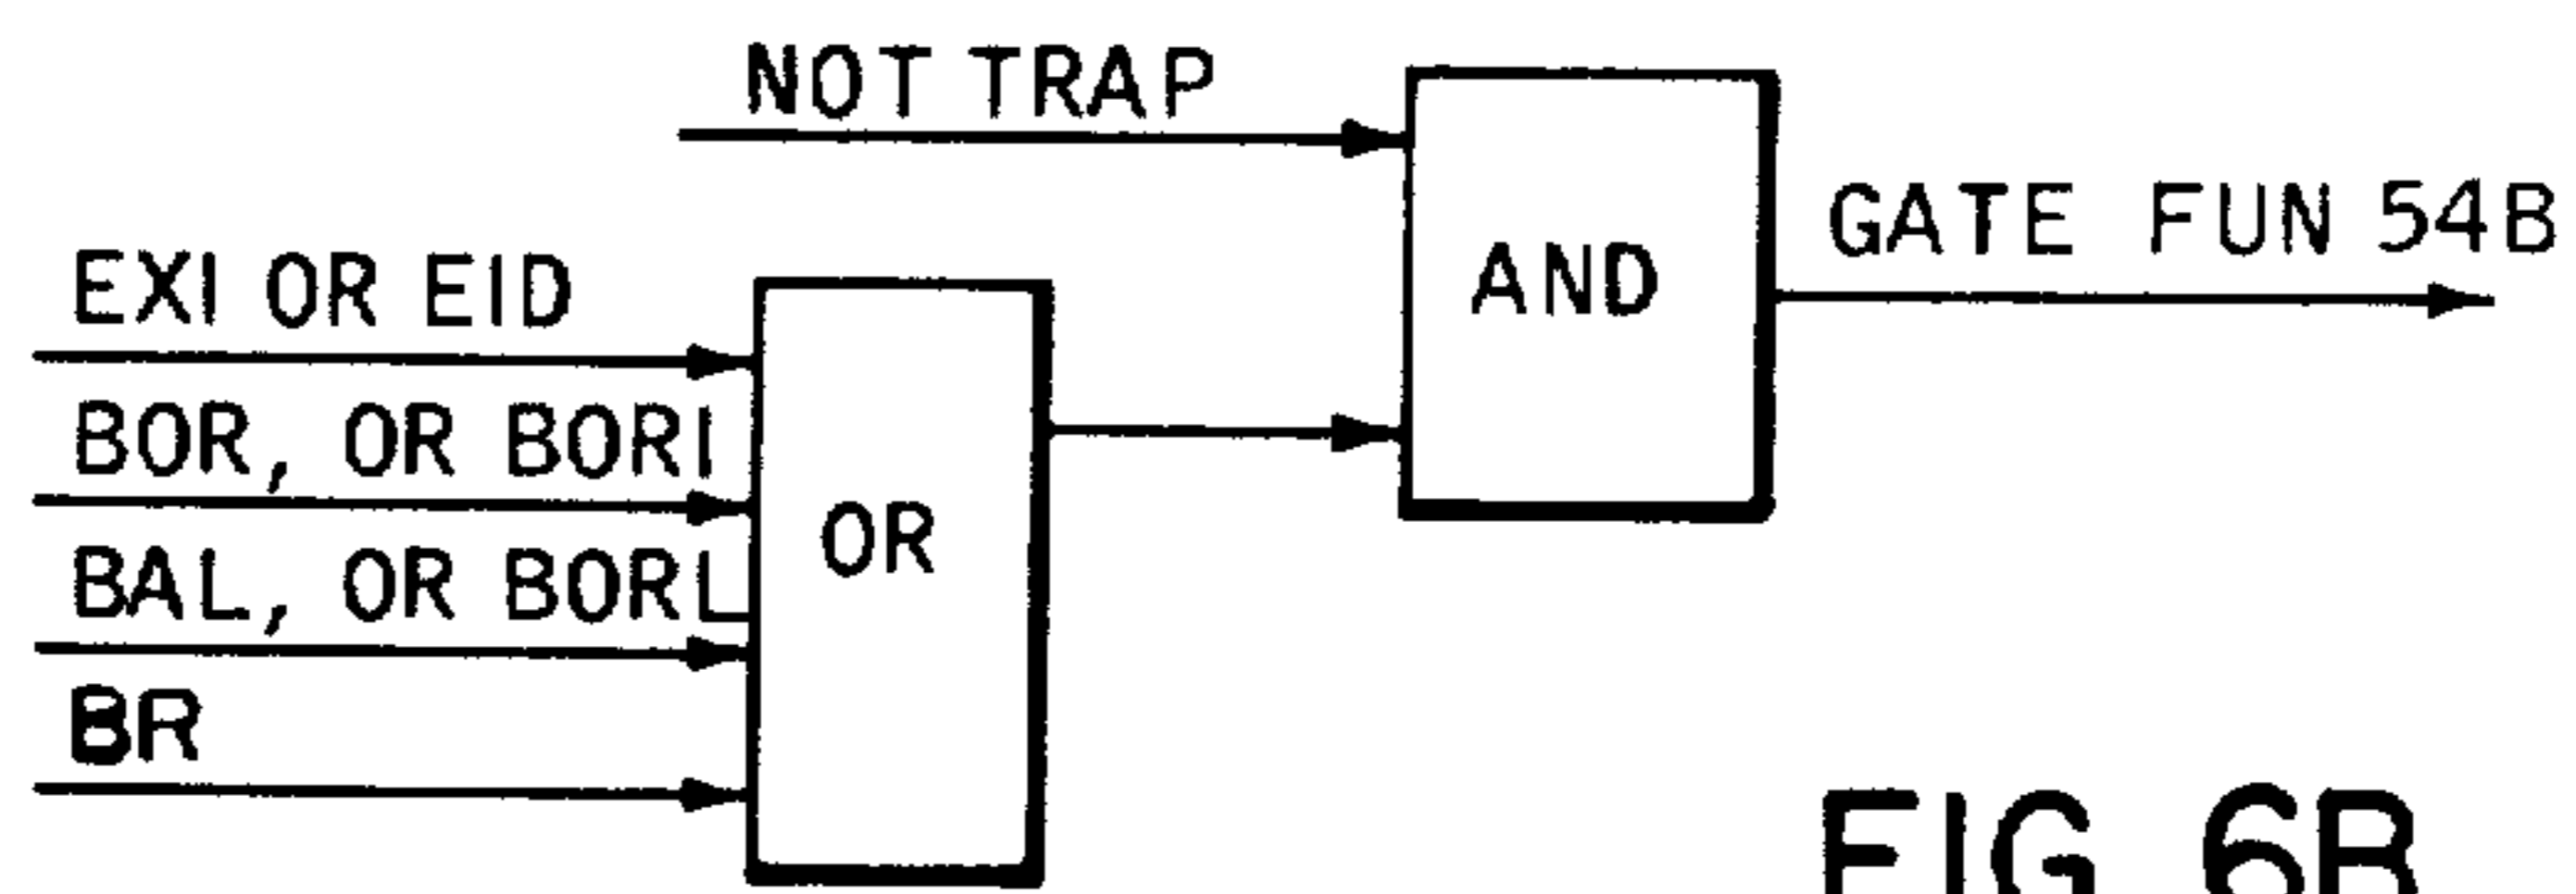 NOT TRAP
GATE FUN 54B
AND
EXI OR EID
BOR, OR BORI
OR
BAL, OR BORL
BR
FIG 6B